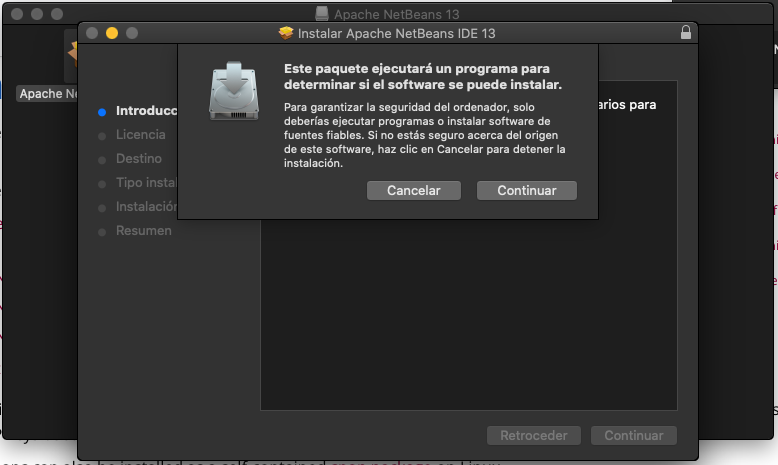 Apache NetBeans 13
Instalar Apache NetBeans IDE 13
Este paquete ejecutará un programa para
determinar si el software se puede instalar.
Para garantizar la seguridad del ordenador, solo
deberías ejecutar programas o instalar software de
fuentes fiables. Si no estás seguro acerca del origen
de este software, haz clic en Cancelar para detener la
instalación.
Cancelar
Continuar
Apache Ne
Introducc
Licencia
Destino
Tipo instal
Instalación
Resumen
arios para
Retroceder
Continuar